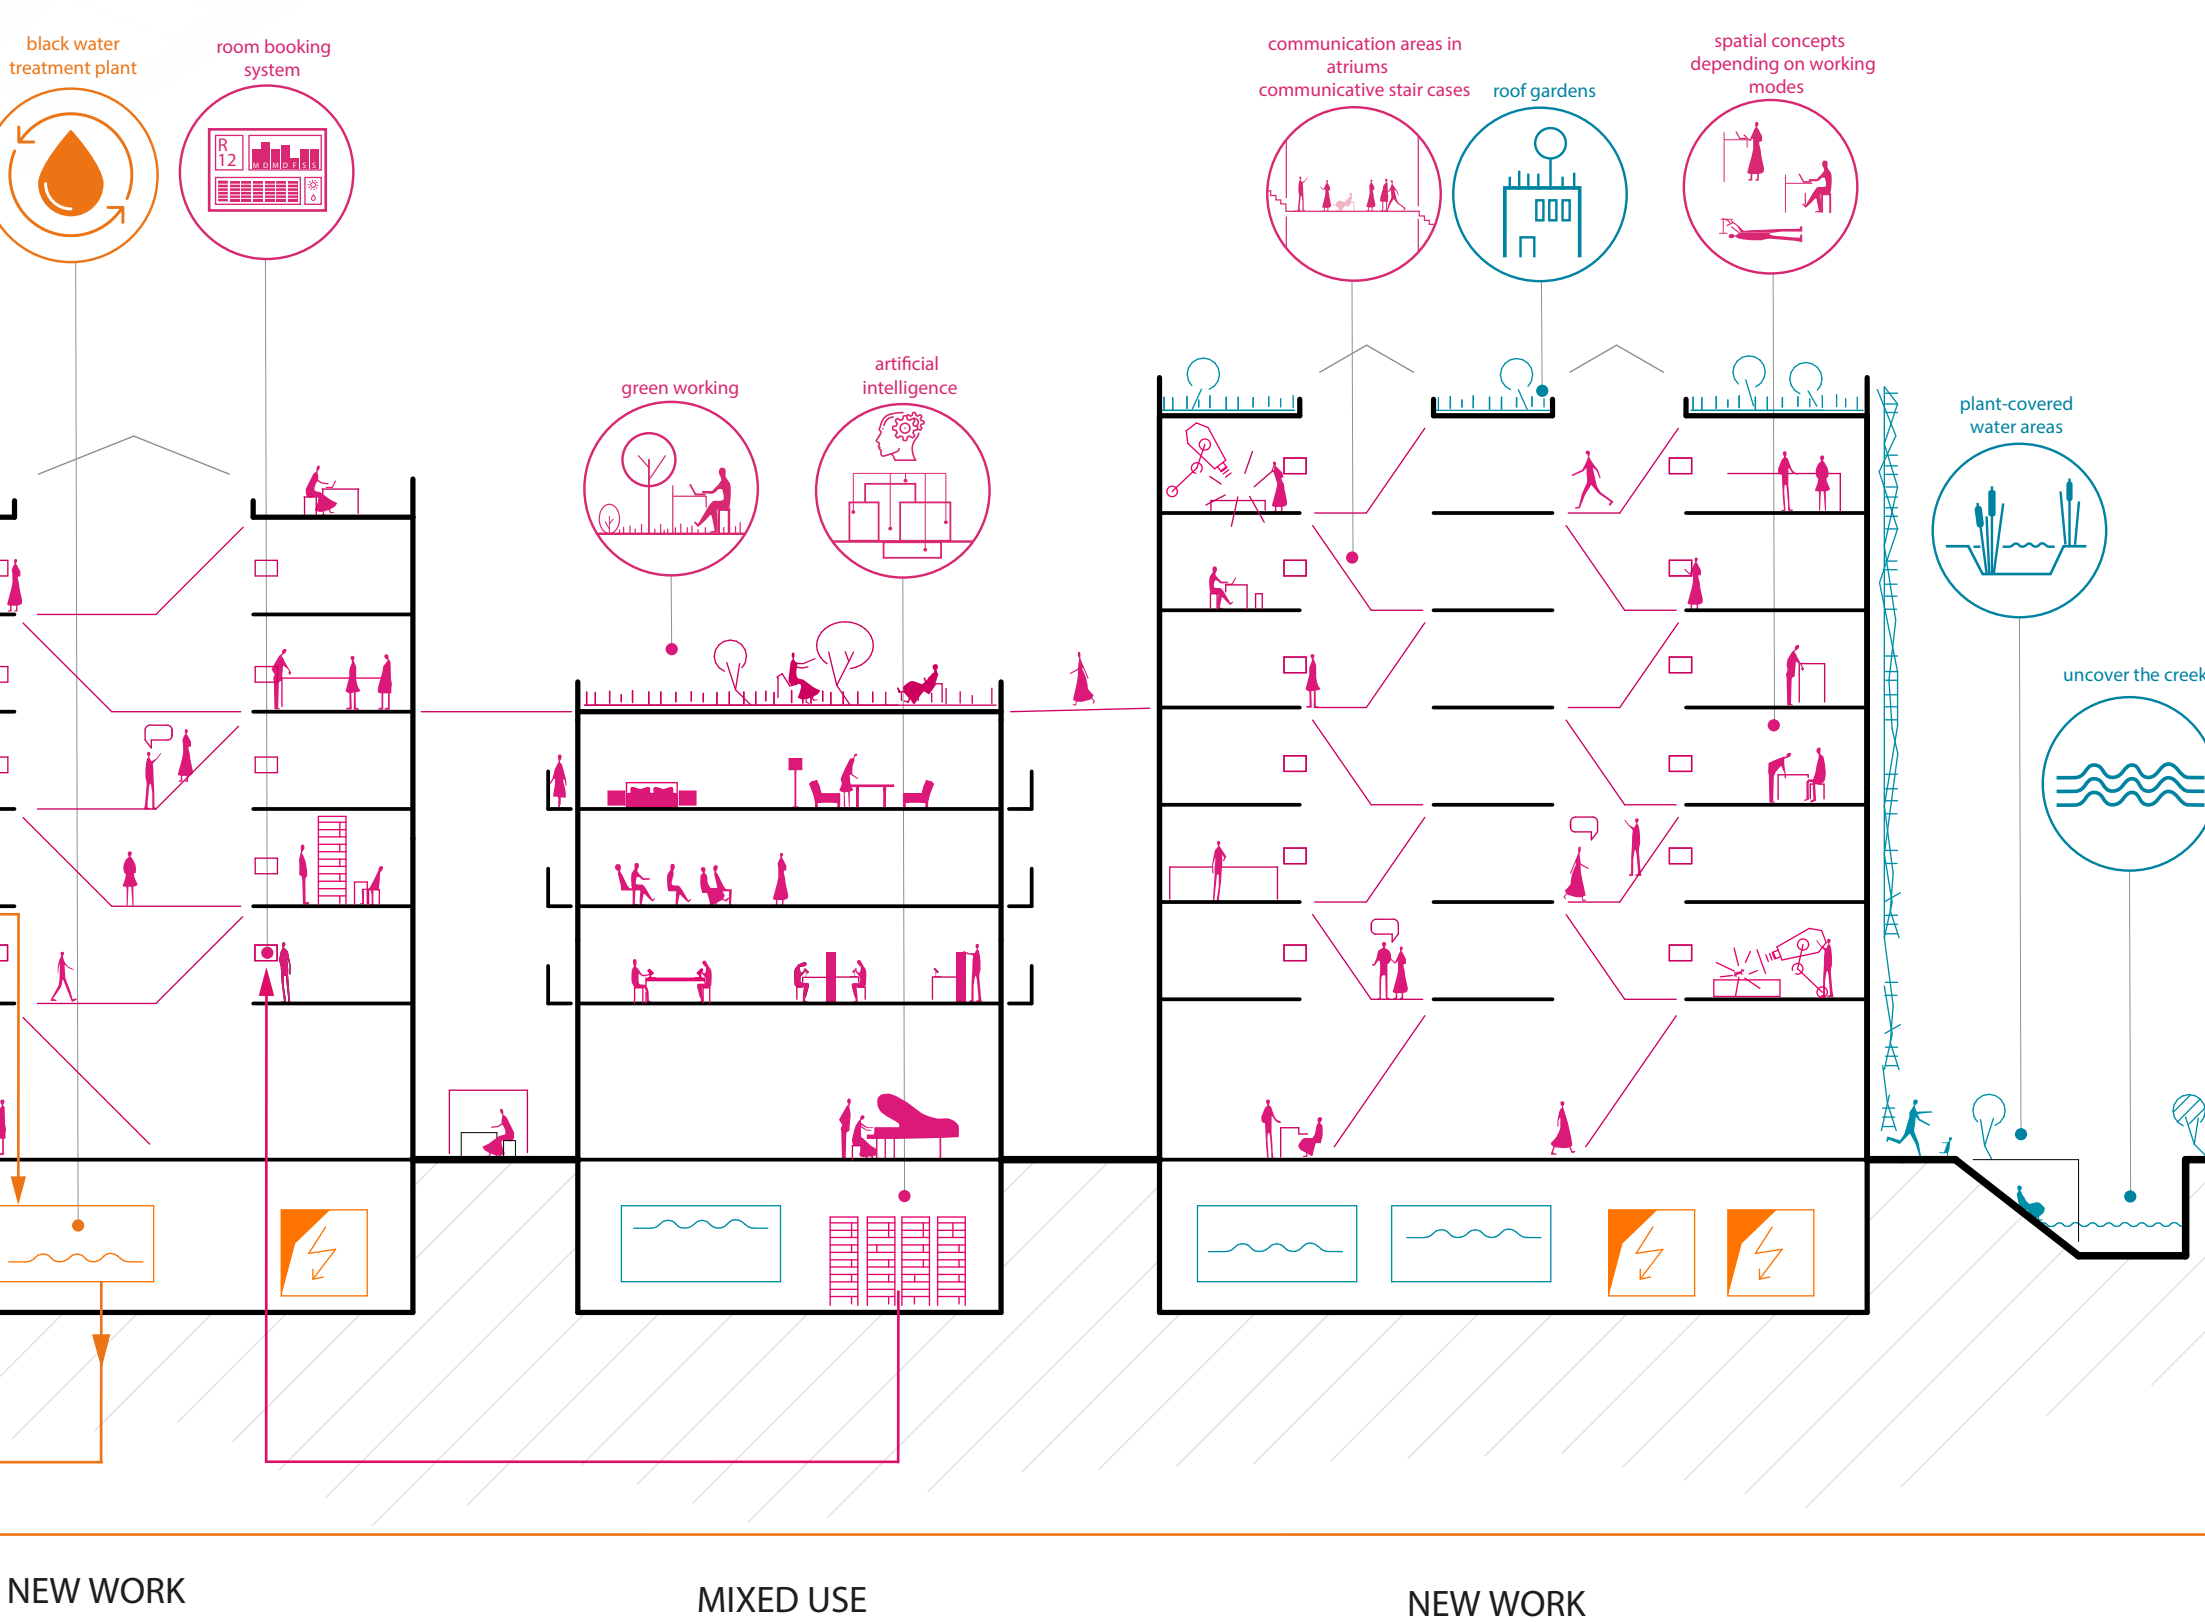 black water
treatment plant
room booking
system
R
12
M D M D F S S
communication areas in
atriums
communicative stair cases
roof gardens
spatial concepts
depending on working
modes
green working
artificial
intelligence
plant-covered
water areas
uncover the creek
NEW WORK
MIXED USE
NEW WORK